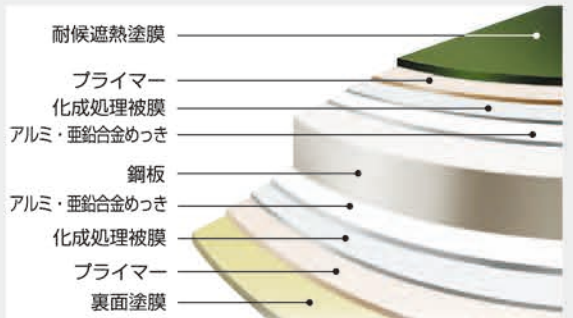 耐候遮熱塗膜
プライマー
化成処理被膜
アルミ・亜鉛合金めっき
鋼板
アルミ・亜鉛合金めっき
化成処理被膜
プライマー
裏面塗膜